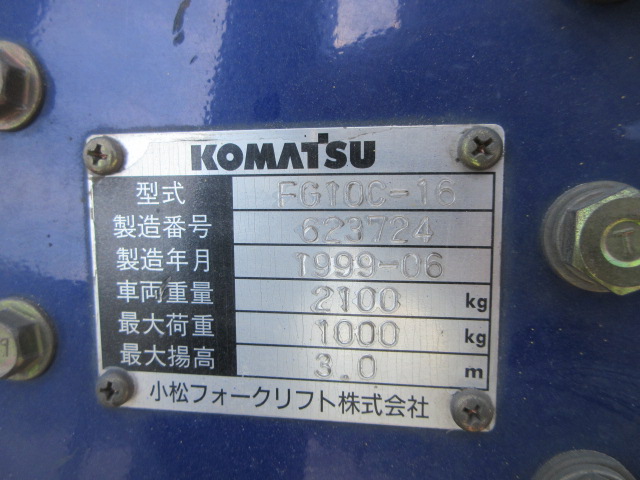 KOMATSU
型式 FG10C-16
製造番号 623724
製造年月 1999-06
車両重量 2100 kg
最大荷重 1000 kg
最大揚高 3.0 m
小松フォークリフト株式会社